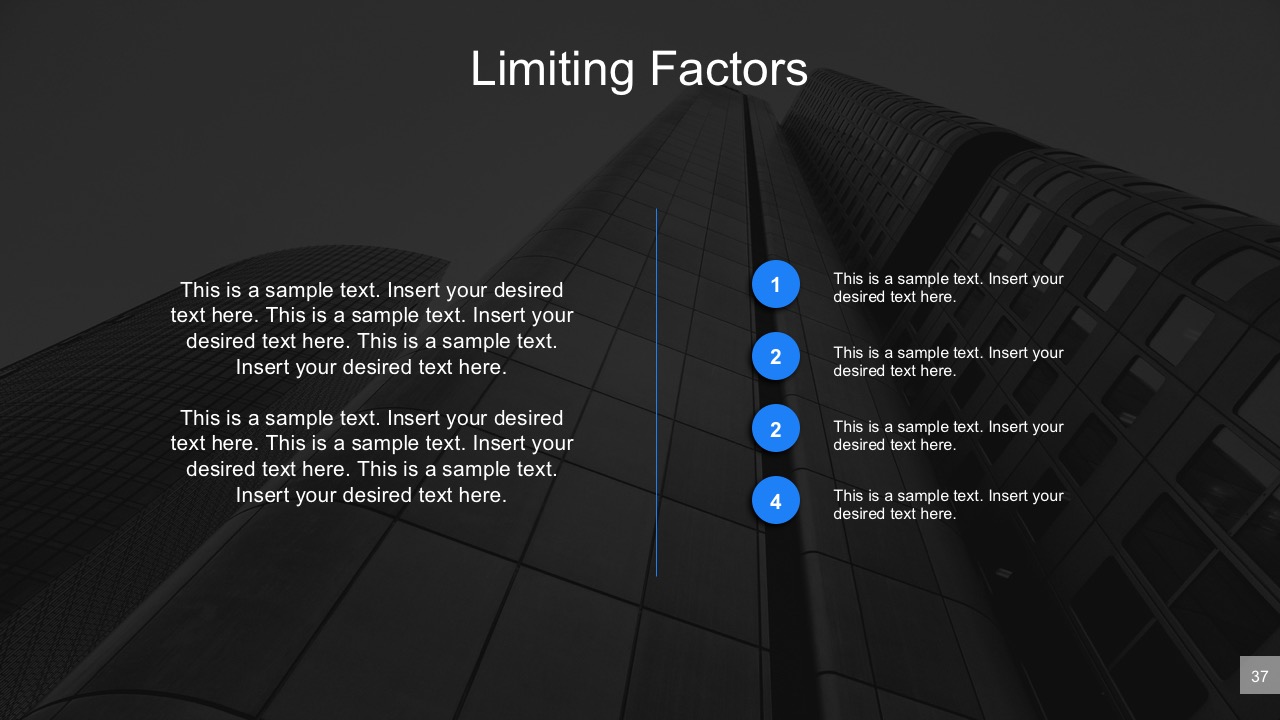 Limiting Factors
This is a sample text. Insert your desired
text here. This is a sample text. Insert your
desired text here. This is a sample text.
Insert your desired text here.
This is a sample text. Insert your desired
text here. This is a sample text. Insert your
desired text here. This is a sample text.
Insert your desired text here.
1
This is a sample text. Insert your
desired text here.
2
This is a sample text. Insert your
desired text here.
2
This is a sample text. Insert your
desired text here.
4
This is a sample text. Insert your
desired text here.
37